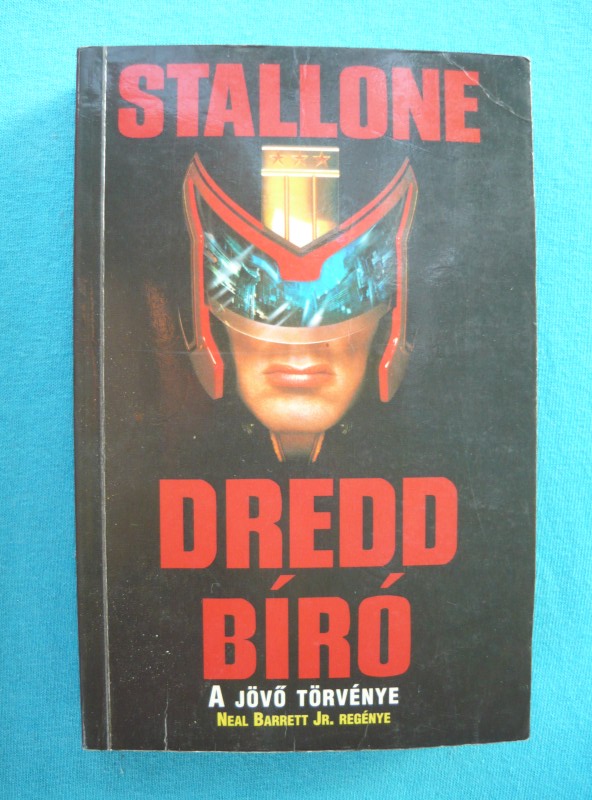 STALLONE
DREDD
BÍRÓ
A JÖVŐ TÖRVÉNYE
NEAL BARRETT JR. REGÉNYE